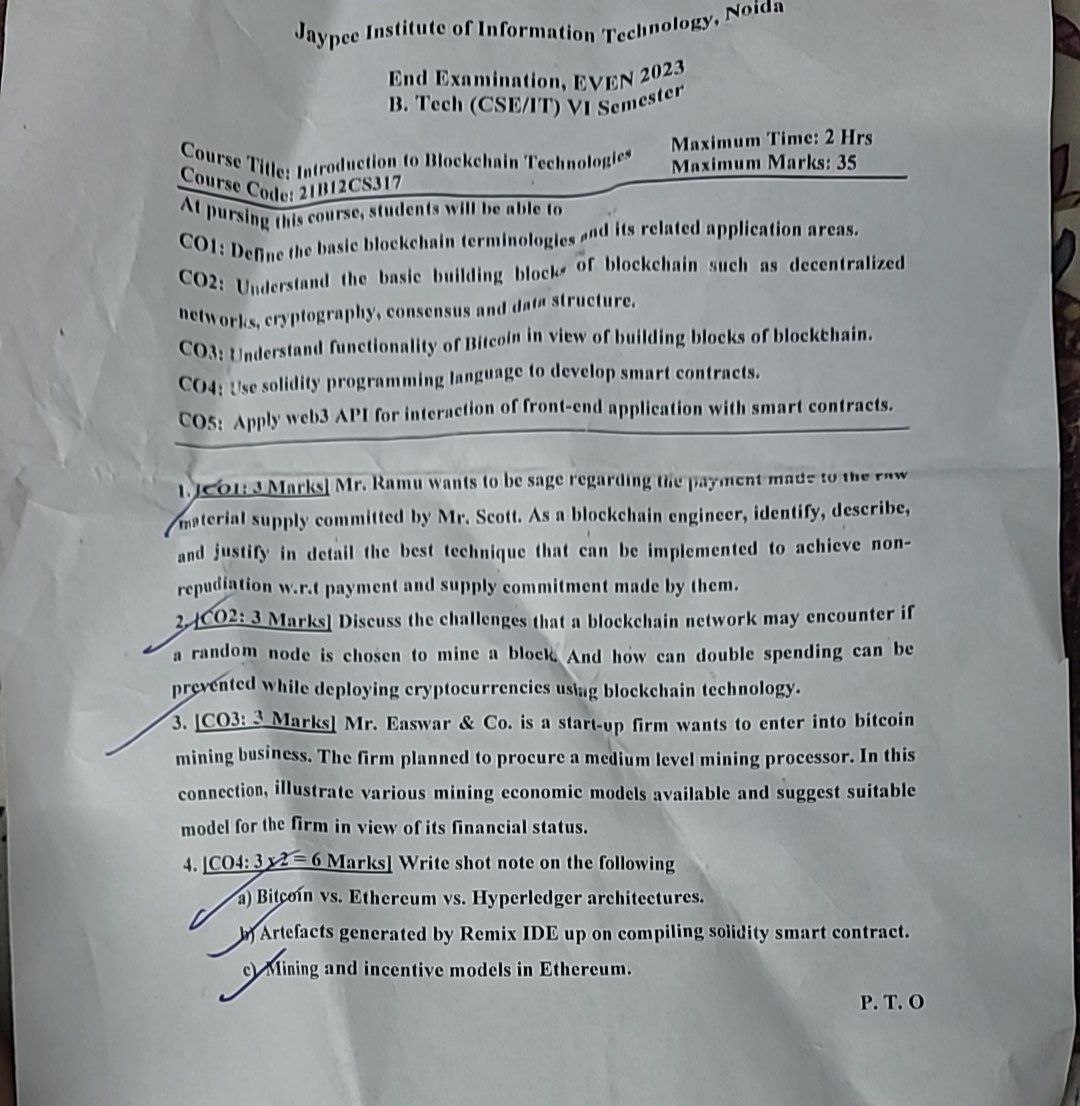 Jaypee Institute of Information Technology, Noida
End Examination, EVEN 2023
B. Tech (CSE/IT) VI Semester
Course Title: Introduction to Blockchain Technologies
Maximum Time: 2 Hrs
Course Code: 21B12CS317
Maximum Marks: 35
At pursing this course, students will be able to
CO1: Define the basic blockchain terminologies and its related application areas.
CO2: Understand the basic building blocks of blockchain such as decentralized
networks, cryptography, consensus and data structure.
CO3: Understand functionality of Bitcoin in view of building blocks of blockchain.
CO4: Use solidity programming language to develop smart contracts.
CO5: Apply web3 API for interaction of front-end application with smart contracts.
1. [CO1: 3 Marks] Mr. Ramu wants to be sage regarding the payment made to the raw
material supply committed by Mr. Scott. As a blockchain engineer, identify, describe,
and justify in detail the best technique that can be implemented to achieve non-
repudiation w.r.t payment and supply commitment made by them.
2. [CO2: 3 Marks] Discuss the challenges that a blockchain network may encounter if
a random node is chosen to mine a block. And how can double spending can be
prevented while deploying cryptocurrencies using blockchain technology.
3. [CO3: 3 Marks] Mr. Easwar & Co. is a start-up firm wants to enter into bitcoin
mining business. The firm planned to procure a medium level mining processor. In this
connection, illustrate various mining economic models available and suggest suitable
model for the firm in view of its financial status.
4. [CO4: 3 x 2 = 6 Marks] Write shot note on the following
a) Bitcoin vs. Ethereum vs. Hyperledger architectures.
b) Artefacts generated by Remix IDE up on compiling solidity smart contract.
c) Mining and incentive models in Ethereum.
P. T. O